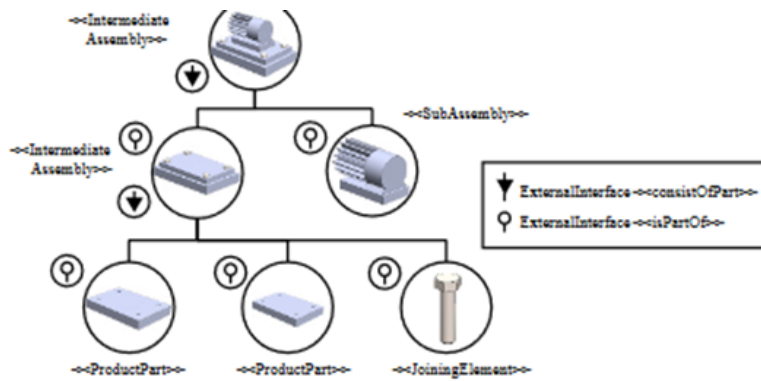 <<Intermediate
Assembly>>
<<SubAssembly>>
<<Intermediate
Assembly>>
ExternalInterface <<consistOfPart>>
ExternalInterface <<isPartOf>>
<<ProductPart>>
<<ProductPart>>
<<JoiningElement>>